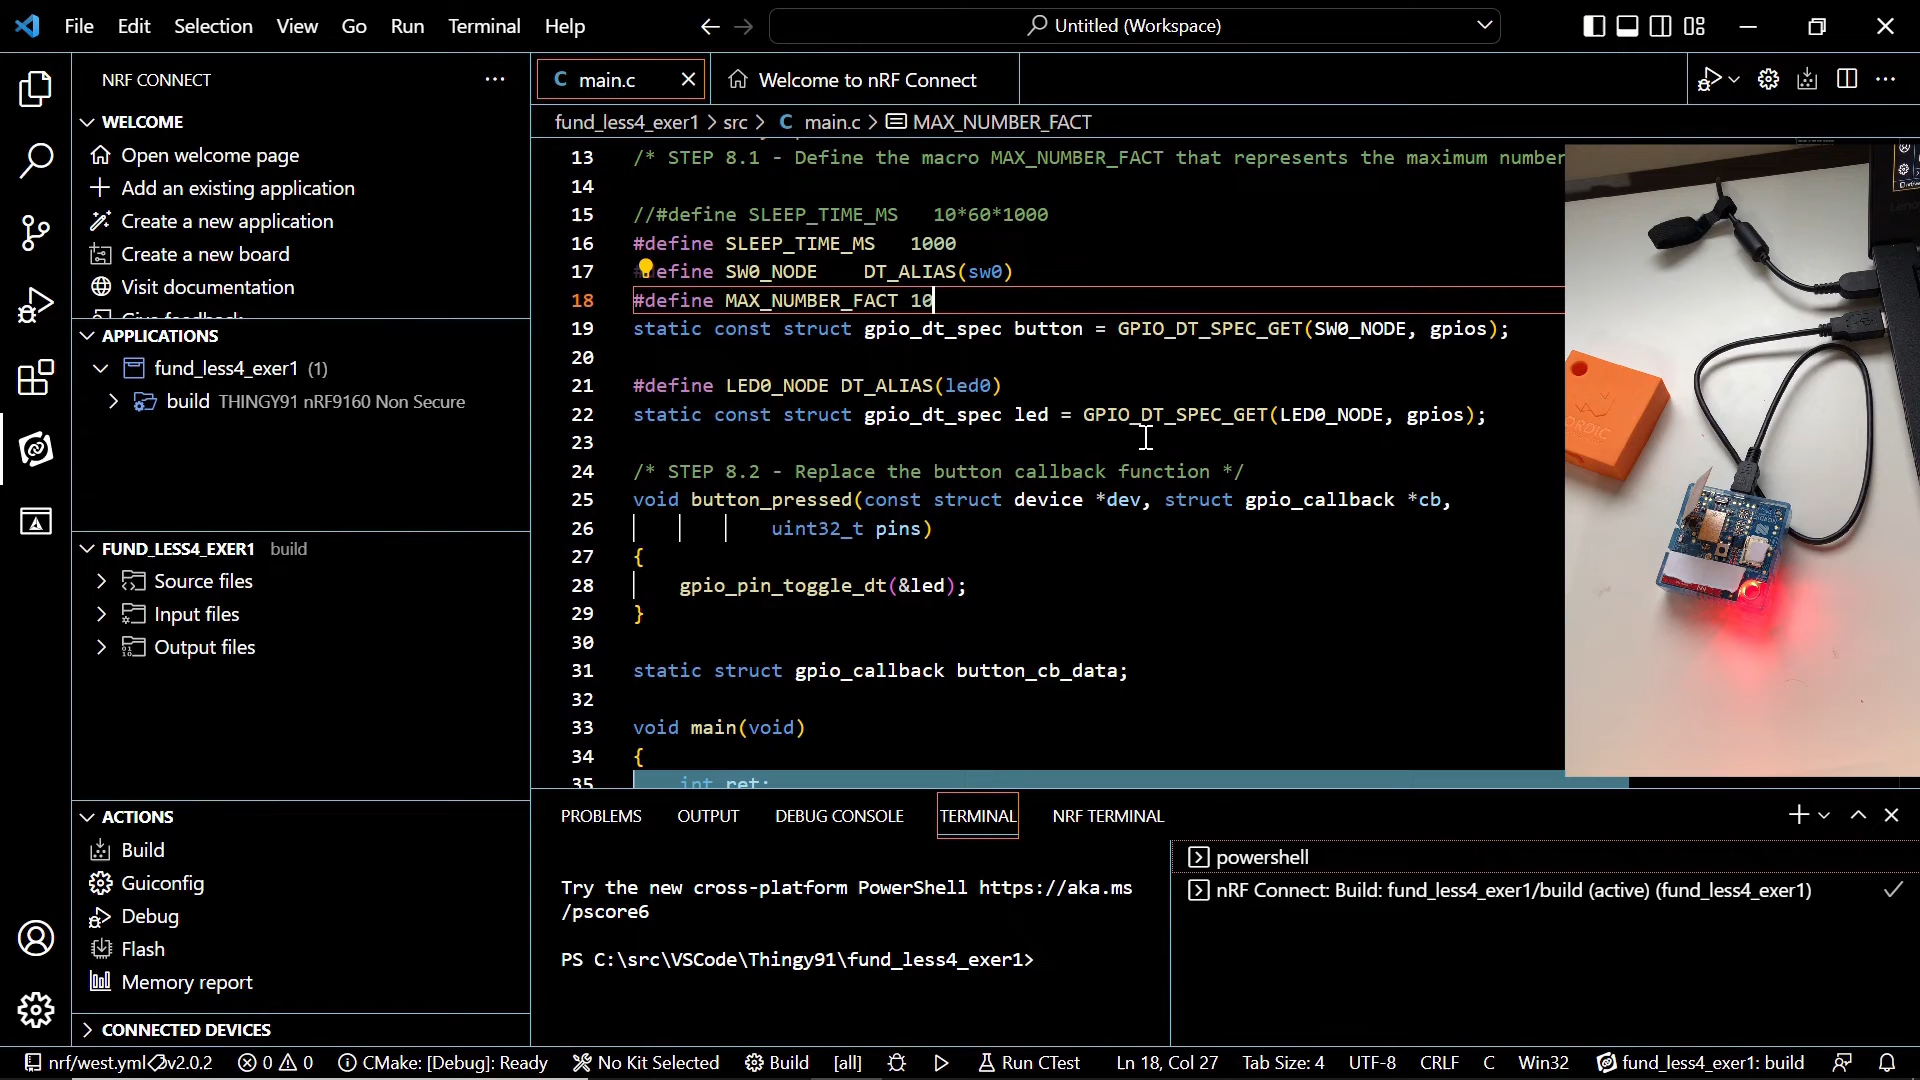 File Edit Selection View Go Run Terminal Help
Untitled (Workspace)
NRF CONNECT
WELCOME
Open welcome page
Add an existing application
Create a new application
Create a new board
Visit documentation
Give feedback
APPLICATIONS
fund_less4_exer1 (1)
build THINGY91 nRF9160 Non Secure
FUND_LESS4_EXER1 build
Source files
Input files
Output files
ACTIONS
Build
Guiconfig
Debug
Flash
Memory report
CONNECTED DEVICES
C main.c
Welcome to nRF Connect
fund_less4_exer1 > src > C main.c > MAX_NUMBER_FACT
13 /* STEP 8.1 - Define the macro MAX_NUMBER_FACT that represents the maximum number
14
15 //#define SLEEP_TIME_MS   10*60*1000
16 #define SLEEP_TIME_MS   1000
17 #define SW0_NODE    DT_ALIAS(sw0)
18 #define MAX_NUMBER_FACT 10
19 static const struct gpio_dt_spec button = GPIO_DT_SPEC_GET(SW0_NODE, gpios);
20
21 #define LED0_NODE DT_ALIAS(led0)
22 static const struct gpio_dt_spec led = GPIO_DT_SPEC_GET(LED0_NODE, gpios);
23
24 /* STEP 8.2 - Replace the button callback function */
25 void button_pressed(const struct device *dev, struct gpio_callback *cb,
26             uint32_t pins)
27 {
28     gpio_pin_toggle_dt(&led);
29 }
30
31 static struct gpio_callback button_cb_data;
32
33 void main(void)
34 {
35     int ret;
NORDIC
PROBLEMS OUTPUT DEBUG CONSOLE TERMINAL NRF TERMINAL
Try the new cross-platform PowerShell https://aka.ms
/pscore6
PS C:\src\VSCode\Thingy91\fund_less4_exer1>
powershell
nRF Connect: Build: fund_less4_exer1/build (active) (fund_less4_exer1)
nrf/west.yml v2.0.2 0 0 CMake: [Debug]: Ready No Kit Selected Build [all] Run CTest Ln 18, Col 27 Tab Size: 4 UTF-8 CRLF C Win32 fund_less4_exer1: build